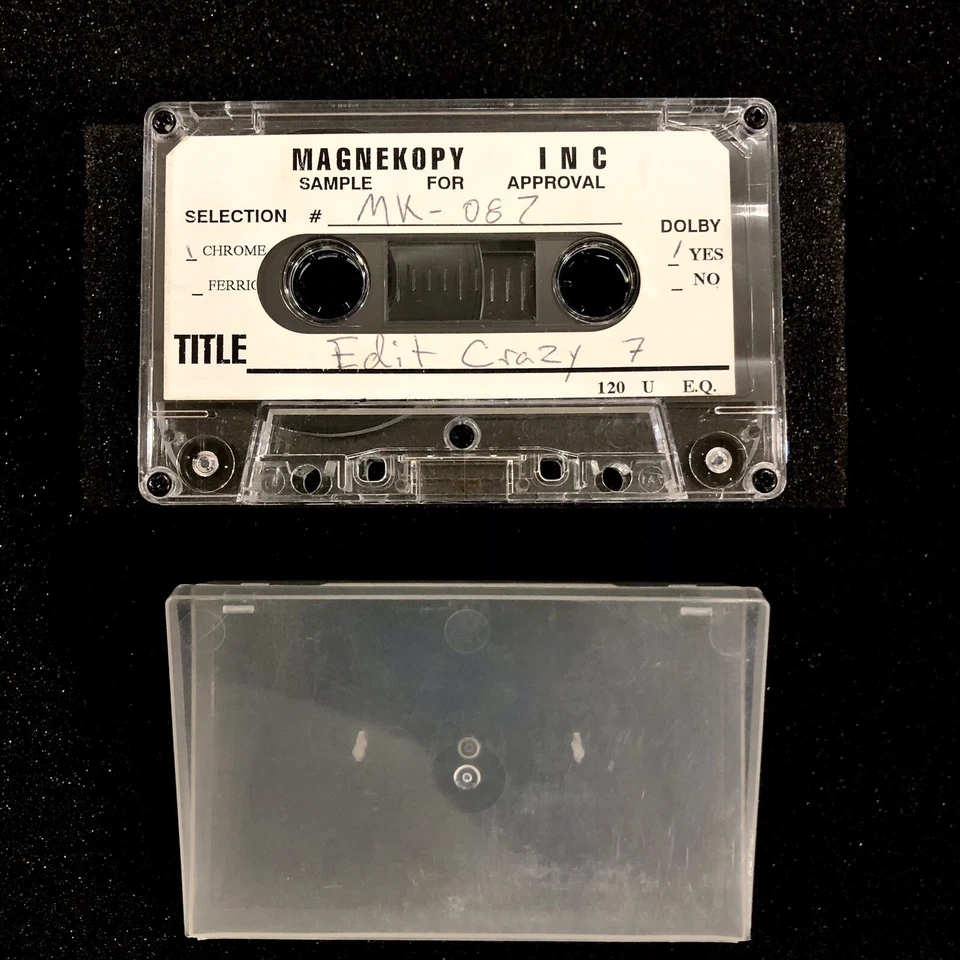 MAGNEKOPY INC
SAMPLE FOR APPROVAL
SELECTION # MK-087
DOLBY
\ CHROME
/ YES
_ FERRIC
_ NO
TITLE Edit Crazy 7
120 U E.Q.